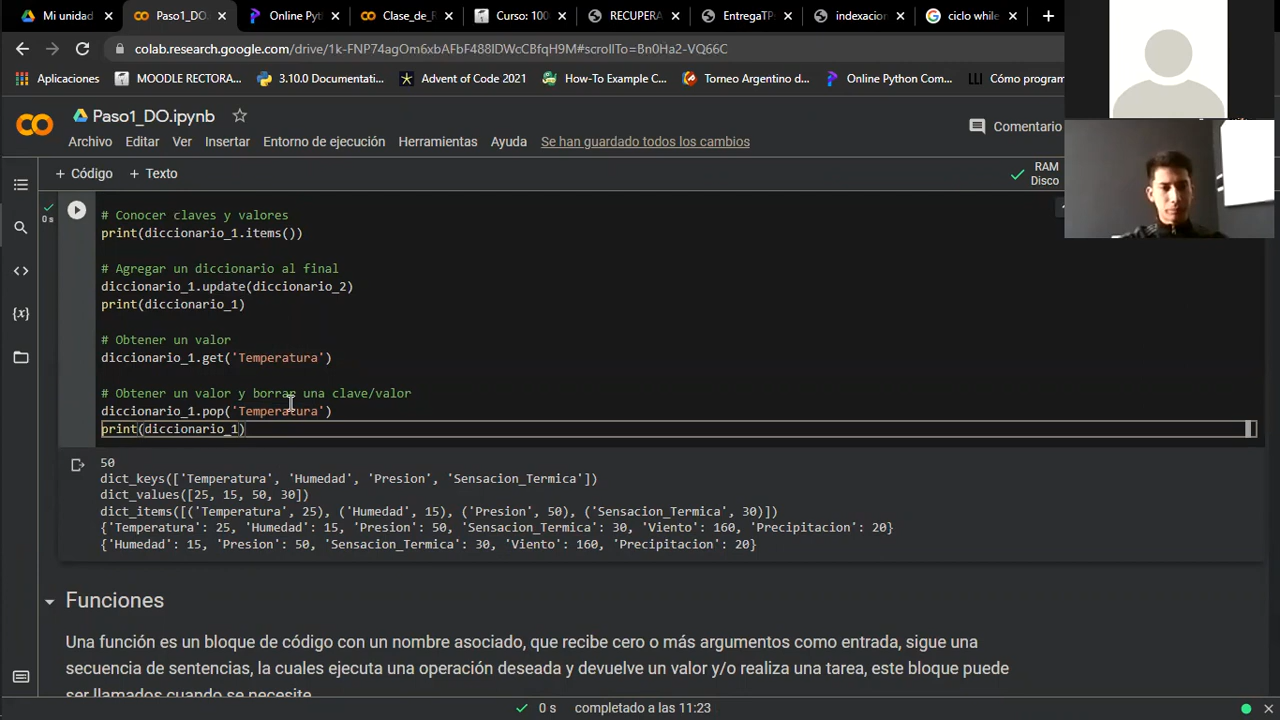 Mi unidad
Paso1_DO.
Online Py
Clase_de_F
Curso: 100
RECUPERA
EntregaTP
indexacion
ciclo while
colab.research.google.com/drive/1k-FNP74agOm6xbAFbF488lDWcCBfqH9M#scrollTo=Bn0Ha2-VQ66C
Aplicaciones
MOODLE RECTORA...
3.10.0 Documentati...
Advent of Code 2021
How-To Example C...
Torneo Argentino d...
Online Python Com...
Cómo program
Paso1_DO.ipynb
Comentario
Archivo Editar Ver Insertar Entorno de ejecución Herramientas Ayuda Se han guardado todos los cambios
+ Código + Texto
RAM
Disco
0 s
# Conocer claves y valores
print(diccionario_1.items())
# Agregar un diccionario al final
diccionario_1.update(diccionario_2)
print(diccionario_1)
# Obtener un valor
diccionario_1.get('Temperatura')
# Obtener un valor y borrar una clave/valor
diccionario_1.pop('Temperatura')
print(diccionario_1)
50
dict_keys(['Temperatura', 'Humedad', 'Presion', 'Sensacion_Termica'])
dict_values([25, 15, 50, 30])
dict_items([('Temperatura', 25), ('Humedad', 15), ('Presion', 50), ('Sensacion_Termica', 30)])
{'Temperatura': 25, 'Humedad': 15, 'Presion': 50, 'Sensacion_Termica': 30, 'Viento': 160, 'Precipitacion': 20}
{'Humedad': 15, 'Presion': 50, 'Sensacion_Termica': 30, 'Viento': 160, 'Precipitacion': 20}
Funciones
Una función es un bloque de código con un nombre asociado, que recibe cero o más argumentos como entrada, sigue una
secuencia de sentencias, la cuales ejecuta una operación deseada y devuelve un valor y/o realiza una tarea, este bloque puede
ser llamados cuando se necesite.
0 s completado a las 11:23